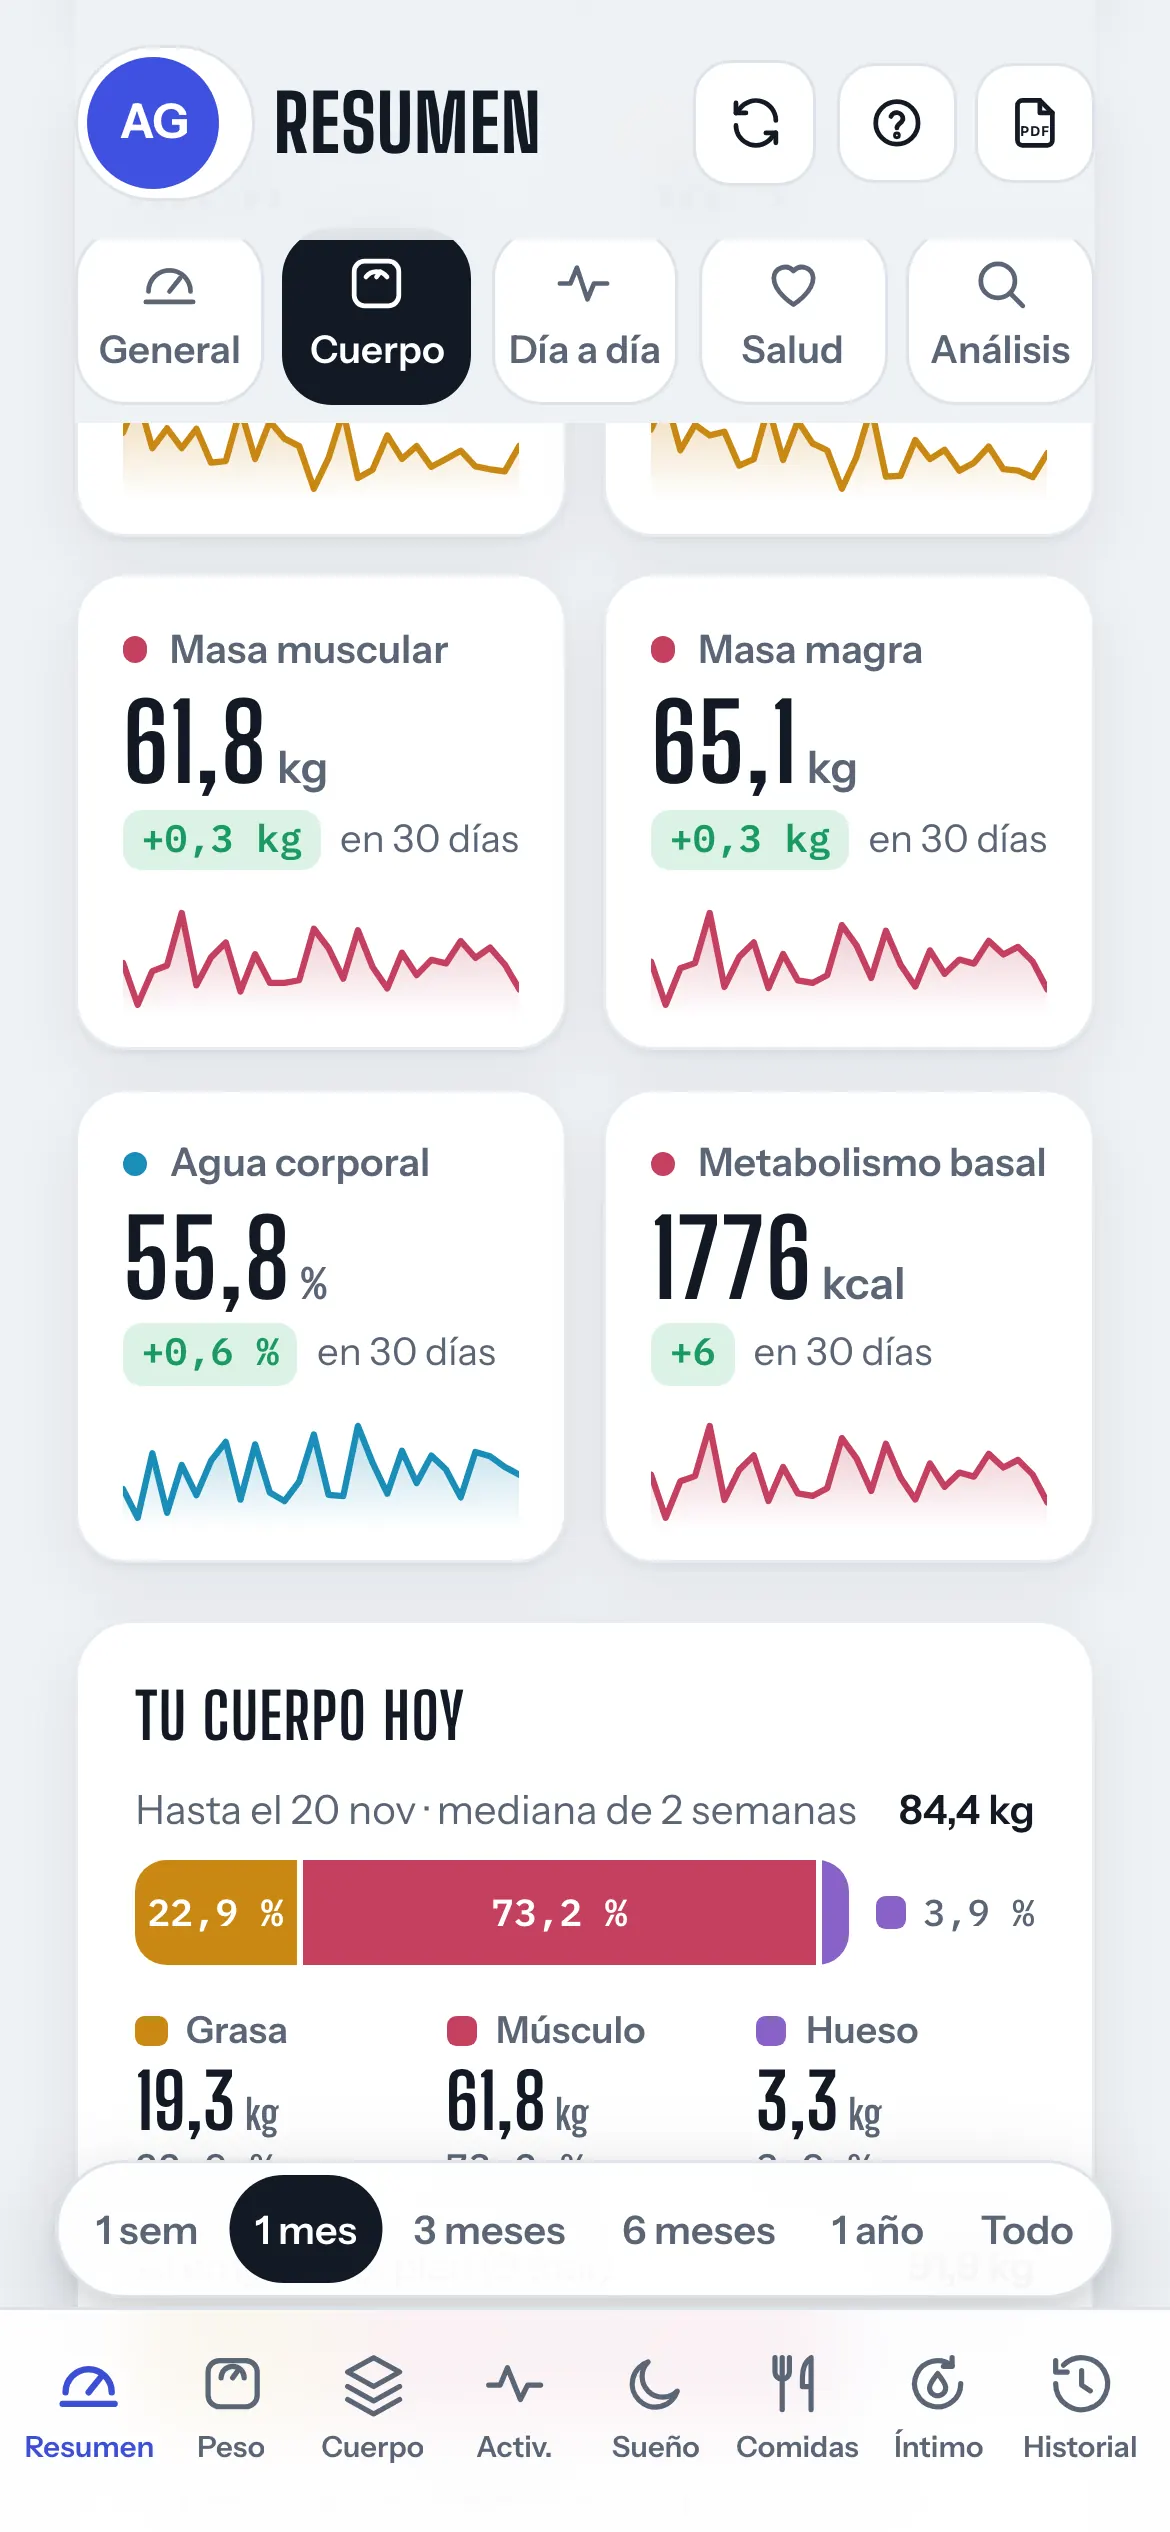 AG
RESUMEN
PDF
General
Cuerpo
Día a día
Salud
Análisis
Masa muscular
61,8 kg
+0,3 kg en 30 días
Masa magra
65,1 kg
+0,3 kg en 30 días
Agua corporal
55,8 %
+0,6 % en 30 días
Metabolismo basal
1776 kcal
+6 en 30 días
TU CUERPO HOY
Hasta el 20 nov · mediana de 2 semanas 84,4 kg
22,9 % 73,2 % 3,9 %
Grasa
19,3 kg
Músculo
61,8 kg
Hueso
3,3 kg
1 sem 1 mes 3 meses 6 meses 1 año Todo
Resumen Peso Cuerpo Activ. Sueño Comidas Íntimo Historial